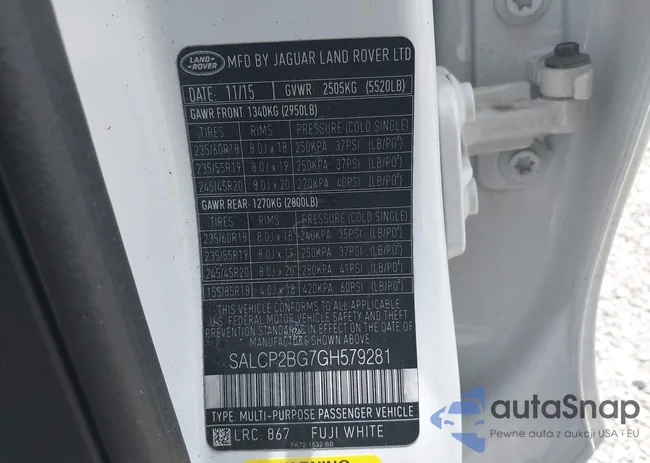 LAND
ROVER
MFD BY JAGUAR LAND ROVER LTD
DATE: 11/15 GVWR 2505KG (5520LB)
GAWR FRONT: 1340KG (2950LB)
TIRES RIMS PRESSURE (COLD SINGLE)
235/60R18 8.0J x 18 250KPA 37PSI (LB/PO²)
235/55R19 8.0J x 19 250KPA 37PSI (LB/PO²)
245/45R20 8.0J x 20 270KPA 40PSI (LB/PO²)
GAWR REAR: 1270KG (2800LB)
TIRES RIMS PRESSURE (COLD SINGLE)
235/60R18 8.0J x 18 240KPA 35PSI (LB/PO²)
235/55R19 8.0J x 19 250KPA 37PSI (LB/PO²)
245/45R20 8.0J x 20 280KPA 41PSI (LB/PO²)
155/85R18 4.0J x 18 420KPA 60PSI (LB/PO²)
THIS VEHICLE CONFORMS TO ALL APPLICABLE
U.S. FEDERAL MOTOR VEHICLE SAFETY AND THEFT
PREVENTION STANDARDS IN EFFECT ON THE DATE OF
MANUFACTURE SHOWN ABOVE.
SALCP2BG7GH579281
TYPE: MULTI-PURPOSE PASSENGER VEHICLE
LRC: 867 FUJI WHITE
FK72-1532-BB
WARNING
autaSnap
Pewne auta z aukcji USA i Kanady